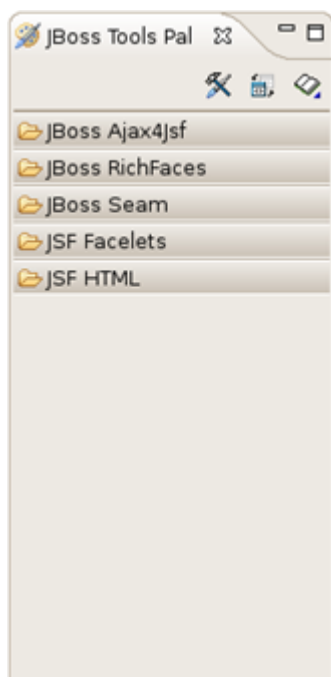 JBoss Tools Pal
JBoss Ajax4Jsf
JBoss RichFaces
JBoss Seam
JSF Facelets
JSF HTML